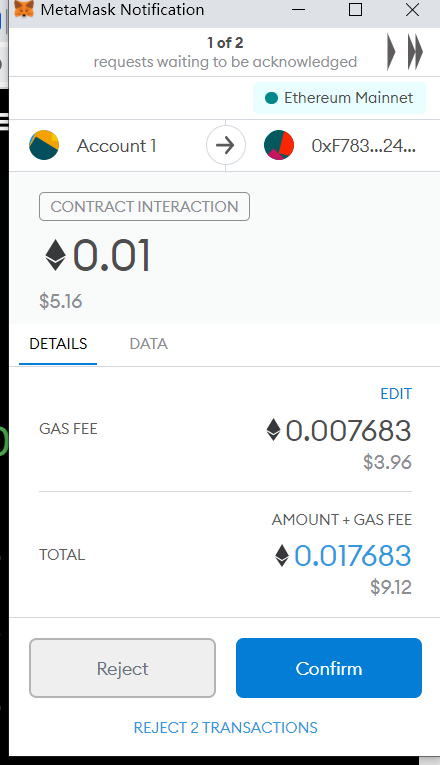 MetaMask Notification
1 of 2
requests waiting to be acknowledged
Ethereum Mainnet
Account 1
0xF783...24...
CONTRACT INTERACTION
0.01
$5.16
DETAILS
DATA
EDIT
GAS FEE
0.007683
$3.96
AMOUNT + GAS FEE
TOTAL
0.017683
$9.12
Reject
Confirm
REJECT 2 TRANSACTIONS